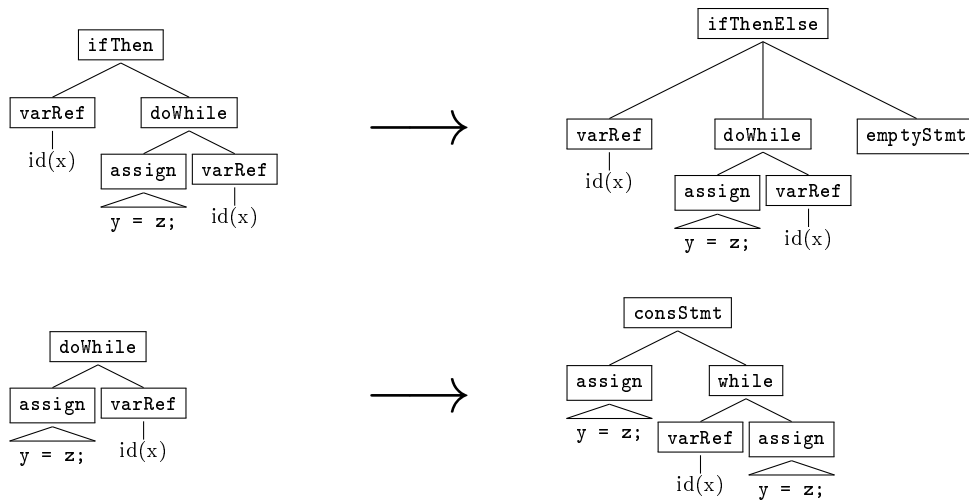 ifThen
varRef doWhile
id(x)
assign varRef
y = z;
id(x)
ifThenElse
varRef doWhile emptyStmt
id(x)
assign varRef
y = z;
id(x)
doWhile
assign varRef
y = z;
id(x)
consStmt
assign while
y = z;
varRef assign
id(x)
y = z;